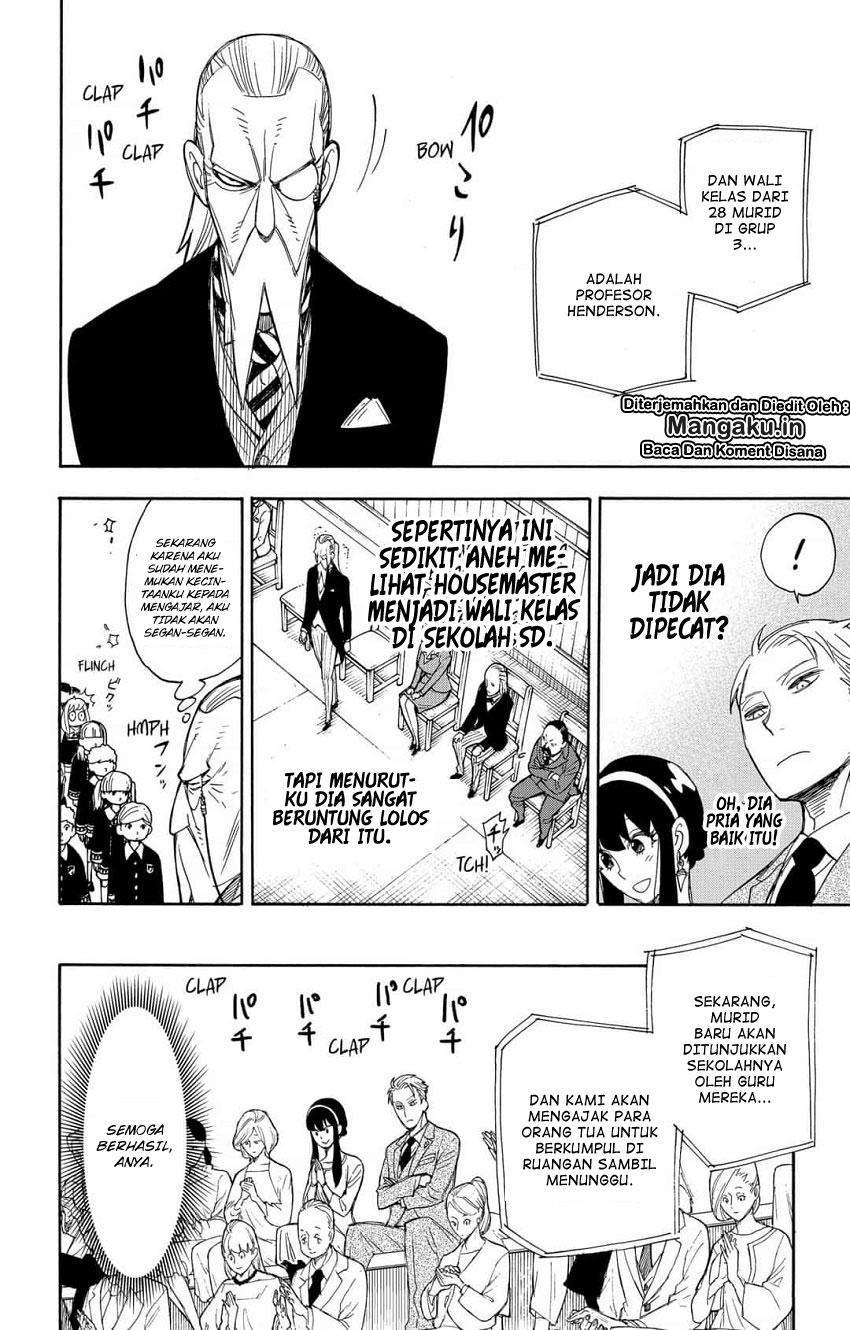 DAN WALI
KELAS DARI
28 MURID
DI GRUP
3...
ADALAH
PROFESOR
HENDERSON.
ペコり
BOW
パチ
CLAP
パチ
CLAP
Diterjemahkan dan Diedit Oleh :
Mangaku.in
Baca Dan Koment Disana
!
JADI DIA
TIDAK
DIPECAT?
OH, DIA
PRIA YANG
BAIK ITU!
SEPERTINYA INI
SEDIKIT ANEH ME-
LIHAT HOUSEMASTER
MENJADI WALI KELAS
DI SEKOLAH SD.
TAPI MENURUT-
KU DIA SANGAT
BERUNTUNG LOLOS
DARI ITU.
チッ
TCH!
SEKARANG
KARENA AKU
SUDAH MENE-
MUKAN KECIN-
TAANKU KEPADA
MENGAJAR, AKU
TIDAK AKAN
SEGAN-SEGAN.
FLINCH
ビクッ
HMPH
フンッ
SEKARANG,
MURID
BARU AKAN
DITUNJUKKAN
SEKOLAHNYA
OLEH GURU
MEREKA...
DAN KAMI AKAN
MENGAJAK PARA
ORANG TUA UNTUK
BERKUMPUL DI
RUANGAN SAMBIL
MENUNGGU.
パチ
CLAP
パチ
パチ
CLAP
パチ
CLAP
SEMOGA
BERHASIL,
ANYA.